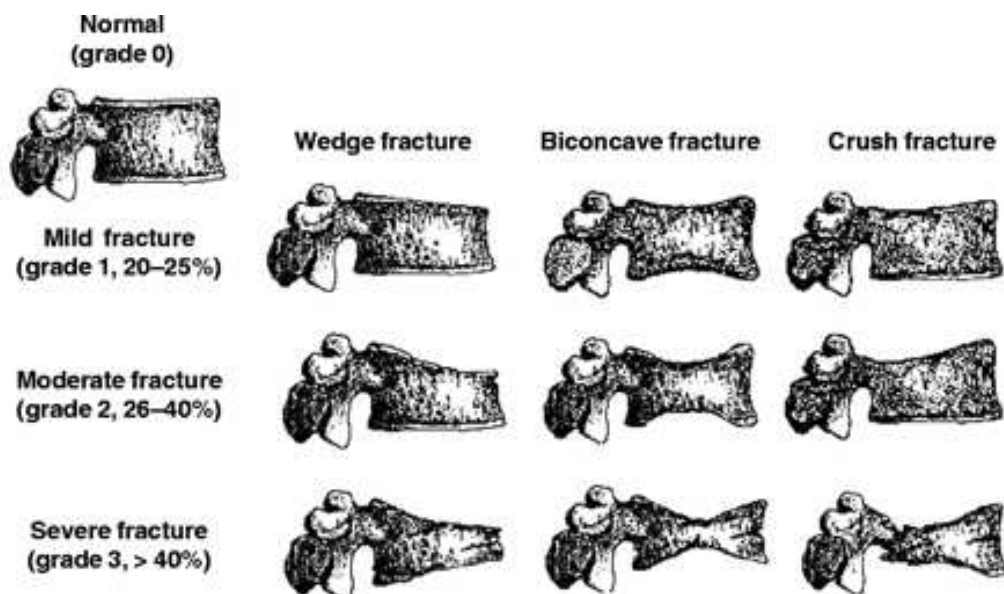 Normal
(grade 0)
Wedge fracture
Biconcave fracture
Crush fracture
Mild fracture
(grade 1, 20–25%)
Moderate fracture
(grade 2, 26–40%)
Severe fracture
(grade 3, > 40%)